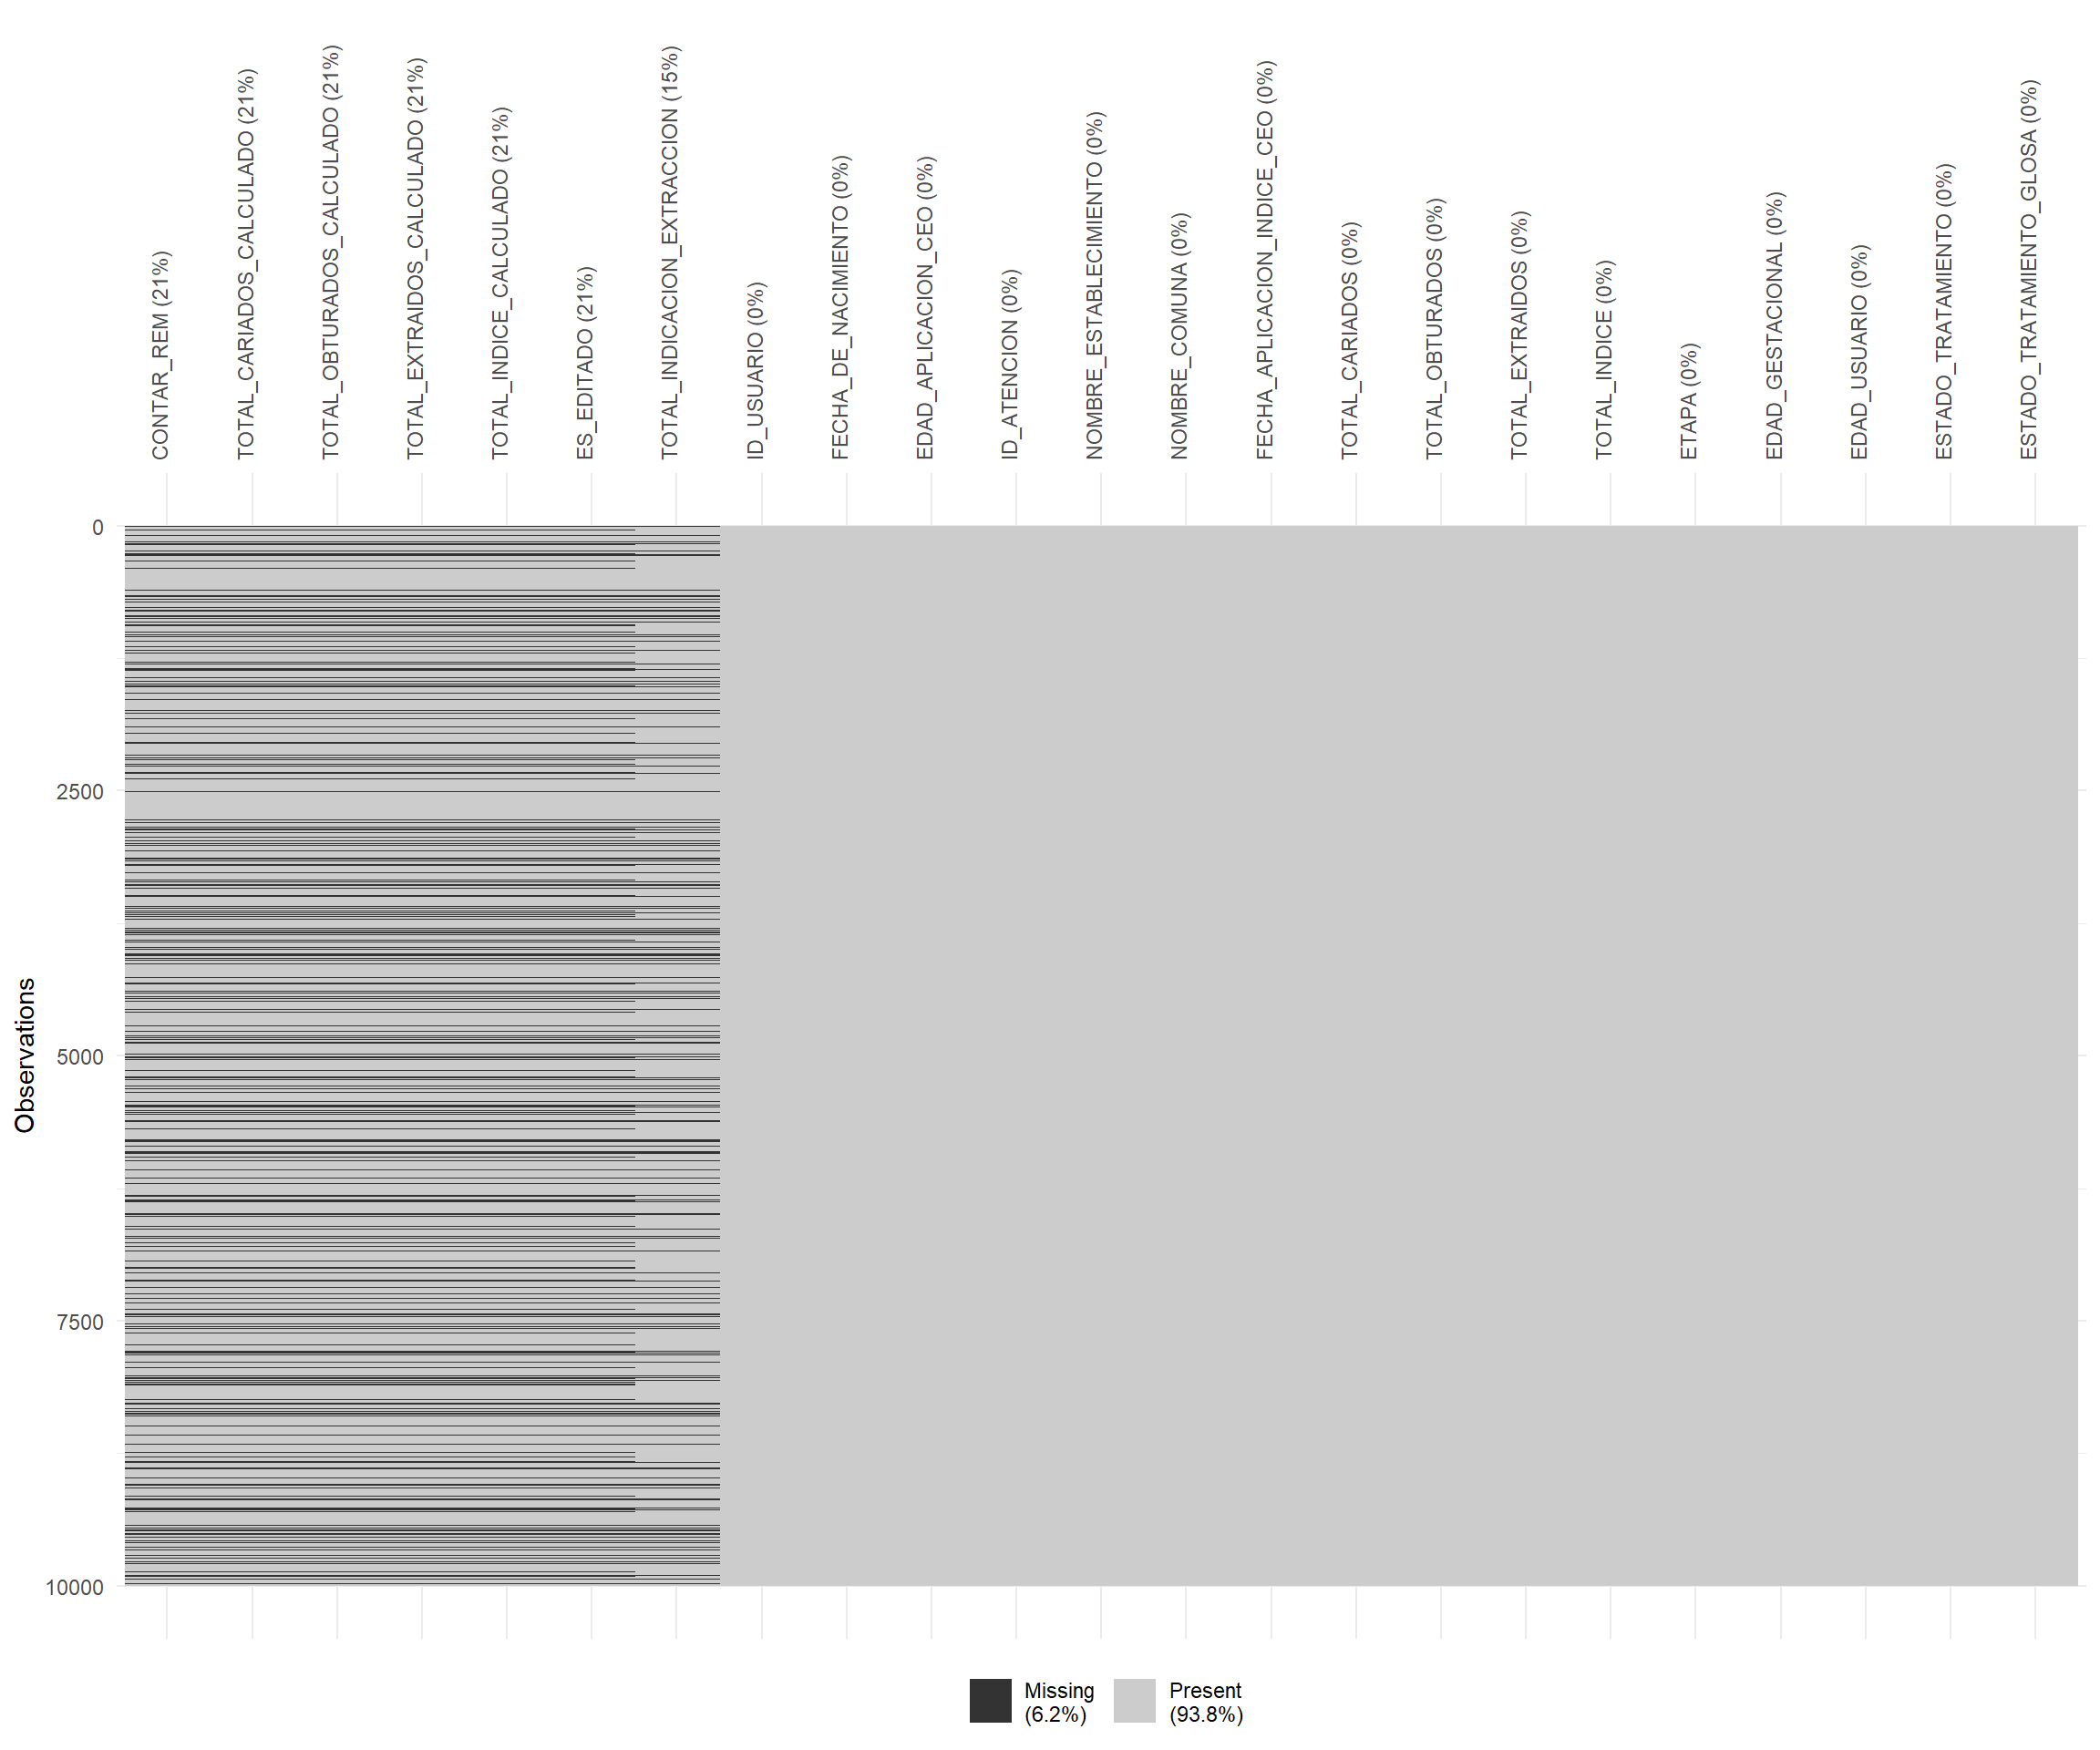 CONTAR_REM (21%)
TOTAL_CARIADOS_CALCULADO (21%)
TOTAL_OBTURADOS_CALCULADO (21%)
TOTAL_EXTRAIDOS_CALCULADO (21%)
TOTAL_INDICE_CALCULADO (21%)
ES_EDITADO (21%)
TOTAL_INDICACION_EXTRACCION (15%)
ID_USUARIO (0%)
FECHA_DE_NACIMIENTO (0%)
EDAD_APLICACION_CEO (0%)
ID_ATENCION (0%)
NOMBRE_ESTABLECIMIENTO (0%)
NOMBRE_COMUNA (0%)
FECHA_APLICACION_INDICE_CEO (0%)
TOTAL_CARIADOS (0%)
TOTAL_OBTURADOS (0%)
TOTAL_EXTRAIDOS (0%)
TOTAL_INDICE (0%)
ETAPA (0%)
EDAD_GESTACIONAL (0%)
EDAD_USUARIO (0%)
ESTADO_TRATAMIENTO (0%)
ESTADO_TRATAMIENTO_GLOSA (0%)
0
2500
5000
7500
10000
Observations
Missing
(6.2%)
Present
(93.8%)